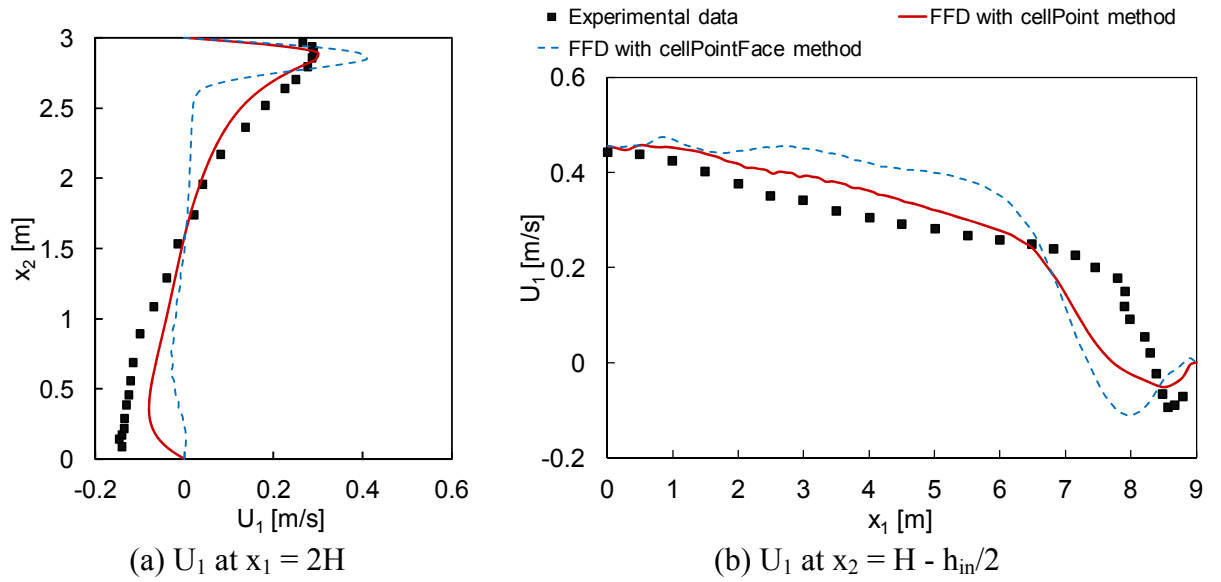 Experimental data
FFD with cellPoint method
FFD with cellPointFace method
3
2.5
2
1.5
1
0.5
0
x2 [m]
-0.2 0 0.2 0.4 0.6
U1 [m/s]
(a) U1 at x1 = 2H
0.6
0.4
0.2
0
-0.2
U1 [m/s]
0 1 2 3 4 5 6 7 8 9
x1 [m]
(b) U1 at x2 = H - hin/2